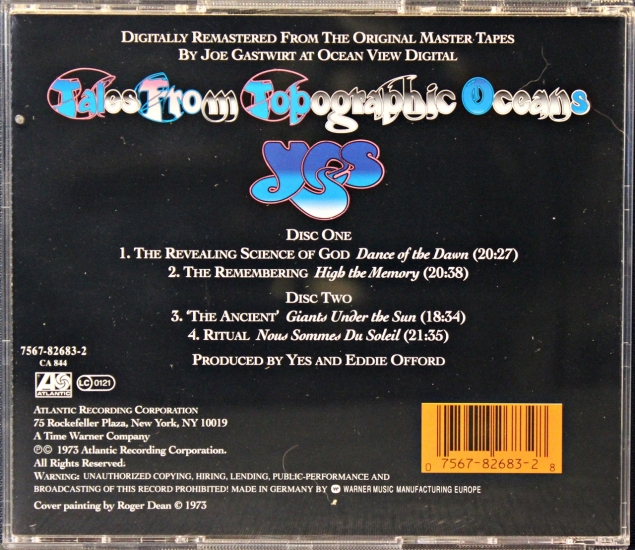 DIGITALLY REMASTERED FROM THE ORIGINAL MASTER TAPES
BY JOE GASTWIRT AT OCEAN VIEW DIGITAL
Tales From Topographic Oceans
yes
DISC ONE
1. THE REVEALING SCIENCE OF GOD Dance of the Dawn (20:27)
2. THE REMEMBERING High the Memory (20:38)
DISC TWO
3. 'THE ANCIENT' Giants Under the Sun (18:34)
4. RITUAL Nous Sommes Du Soleil (21:35)
PRODUCED BY YES AND EDDIE OFFORD
7567-82683-2
CA 844
ATLANTIC
LC 0121
ATLANTIC RECORDING CORPORATION
75 Rockefeller Plaza, New York, NY 10019
A Time Warner Company
℗© 1973 Atlantic Recording Corporation.
All Rights Reserved.
WARNING: UNAUTHORIZED COPYING, HIRING, LENDING, PUBLIC-PERFORMANCE AND
BROADCASTING OF THIS RECORD PROHIBITED! MADE IN GERMANY BY WARNER MUSIC MANUFACTURING EUROPE
Cover painting by Roger Dean © 1973
0 7567-82683-2 8